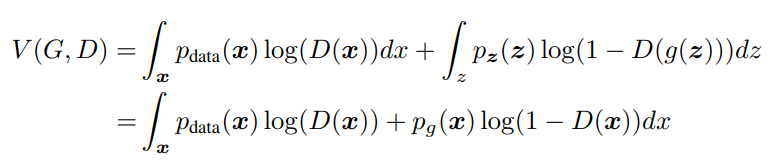 V(G, D) = ∫_x p_data(x) log(D(x))dx + ∫_z p_z(z) log(1 − D(g(z)))dz
= ∫_x p_data(x) log(D(x)) + p_g(x) log(1 − D(x))dx